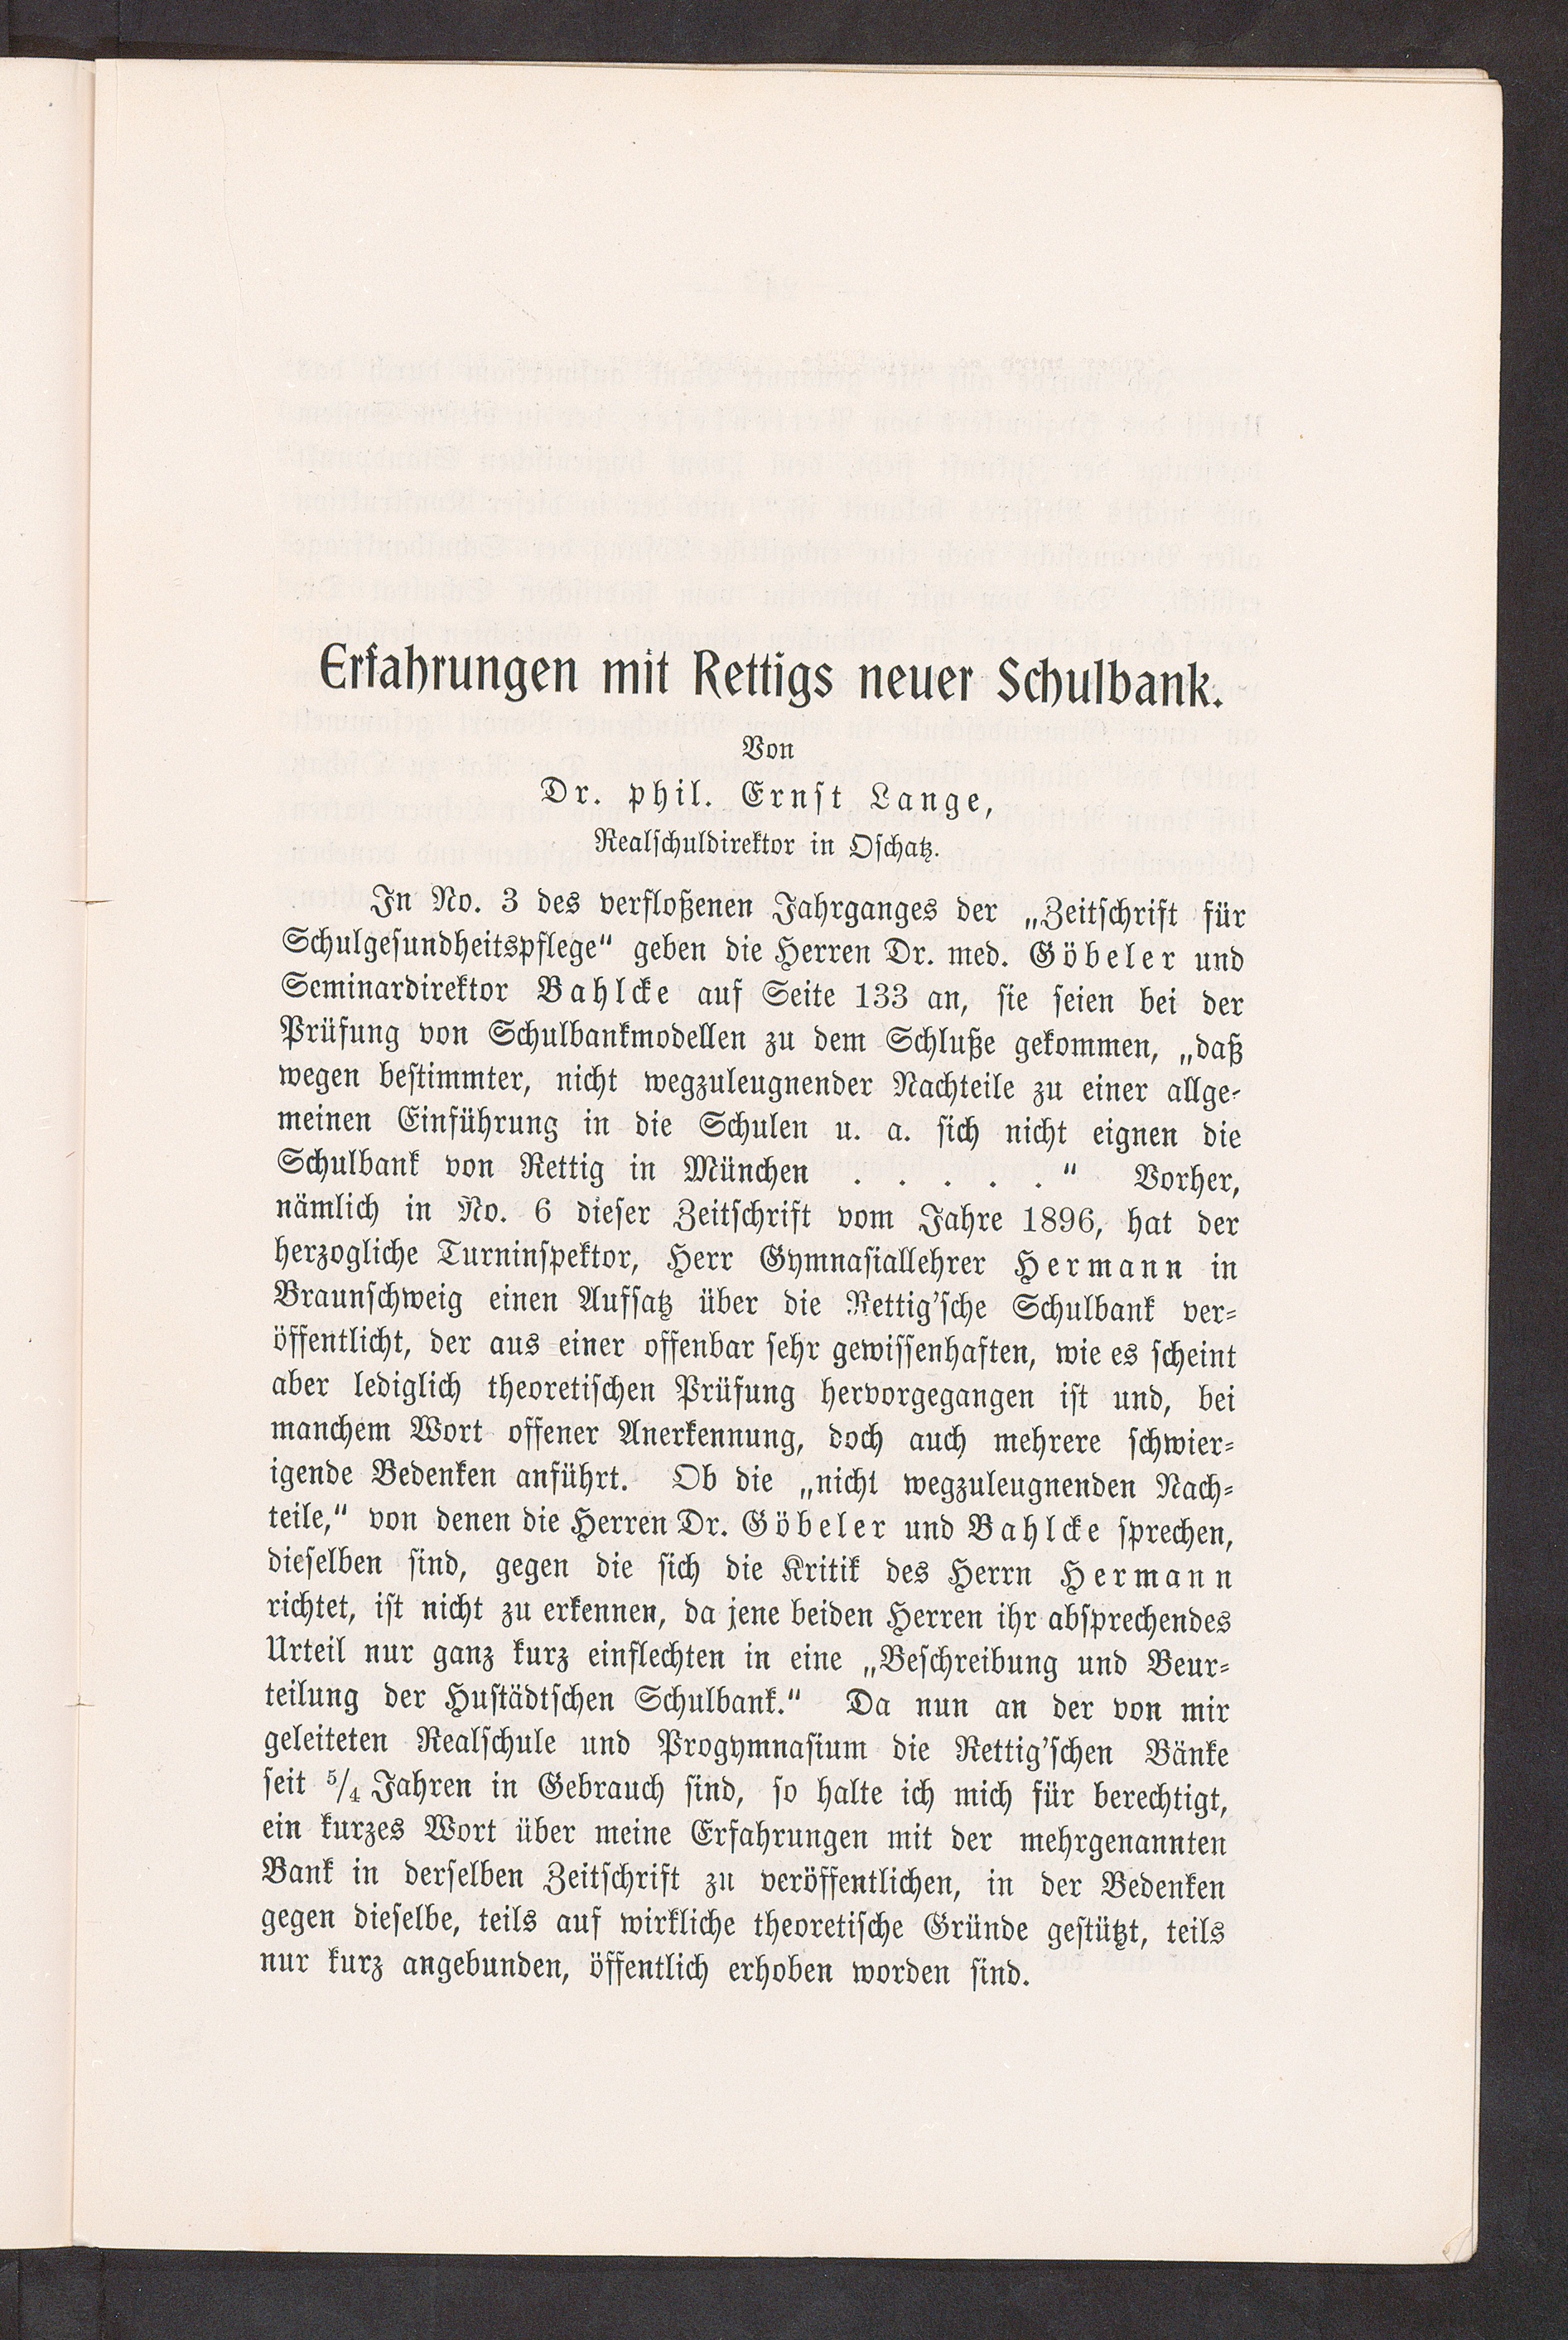 Erfahrungen mit Rettigs neuer Schulbank.
Von
Dr. phil. Ernst Lange,
Realschuldirektor in Oschatz.
In No. 3 des verfloßenen Jahrganges der „Zeitschrift für
Schulgesundheitspflege“ geben die Herren Dr. med. Göbeler und
Seminardirektor Bahlcke auf Seite 133 an, sie seien bei der
Prüfung von Schulbankmodellen zu dem Schluße gekommen, „daß
wegen bestimmter, nicht wegzuleugnender Nachteile zu einer allge-
meinen Einführung in die Schulen u. a. sich nicht eignen die
Schulbank von Rettig in München . . . . .“ Vorher,
nämlich in No. 6 dieser Zeitschrift vom Jahre 1896, hat der
herzogliche Turninspektor, Herr Gymnasiallehrer Hermann in
Braunschweig einen Aufsatz über die Rettig'sche Schulbank ver-
öffentlicht, der aus einer offenbar sehr gewissenhaften, wie es scheint
aber lediglich theoretischen Prüfung hervorgegangen ist und, bei
manchem Wort offener Anerkennung, doch auch mehrere schwier-
igende Bedenken anführt. Ob die „nicht wegzuleugnenden Nach-
teile,“ von denen die Herren Dr. Göbeler und Bahlcke sprechen,
dieselben sind, gegen die sich die Kritik des Herrn Hermann
richtet, ist nicht zu erkennen, da jene beiden Herren ihr absprechendes
Urteil nur ganz kurz einflechten in eine „Beschreibung und Beur-
teilung der Hustädtschen Schulbank.“ Da nun an der von mir
geleiteten Realschule und Progymnasium die Rettig'schen Bänke
seit 5/4 Jahren in Gebrauch sind, so halte ich mich für berechtigt,
ein kurzes Wort über meine Erfahrungen mit der mehrgenannten
Bank in derselben Zeitschrift zu veröffentlichen, in der Bedenken
gegen dieselbe, teils auf wirkliche theoretische Gründe gestützt, teils
nur kurz angebunden, öffentlich erhoben worden sind.